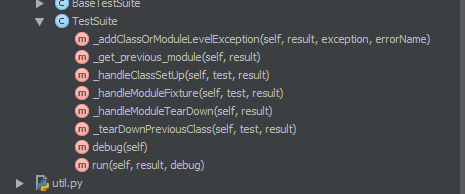 BaseTestSuite
C TestSuite
m _addClassOrModuleLevelException(self, result, exception, errorName)
m _get_previous_module(self, result)
m _handleClassSetUp(self, test, result)
m _handleModuleFixture(self, test, result)
m _handleModuleTearDown(self, result)
m _tearDownPreviousClass(self, test, result)
m debug(self)
m run(self, result, debug)
util.py